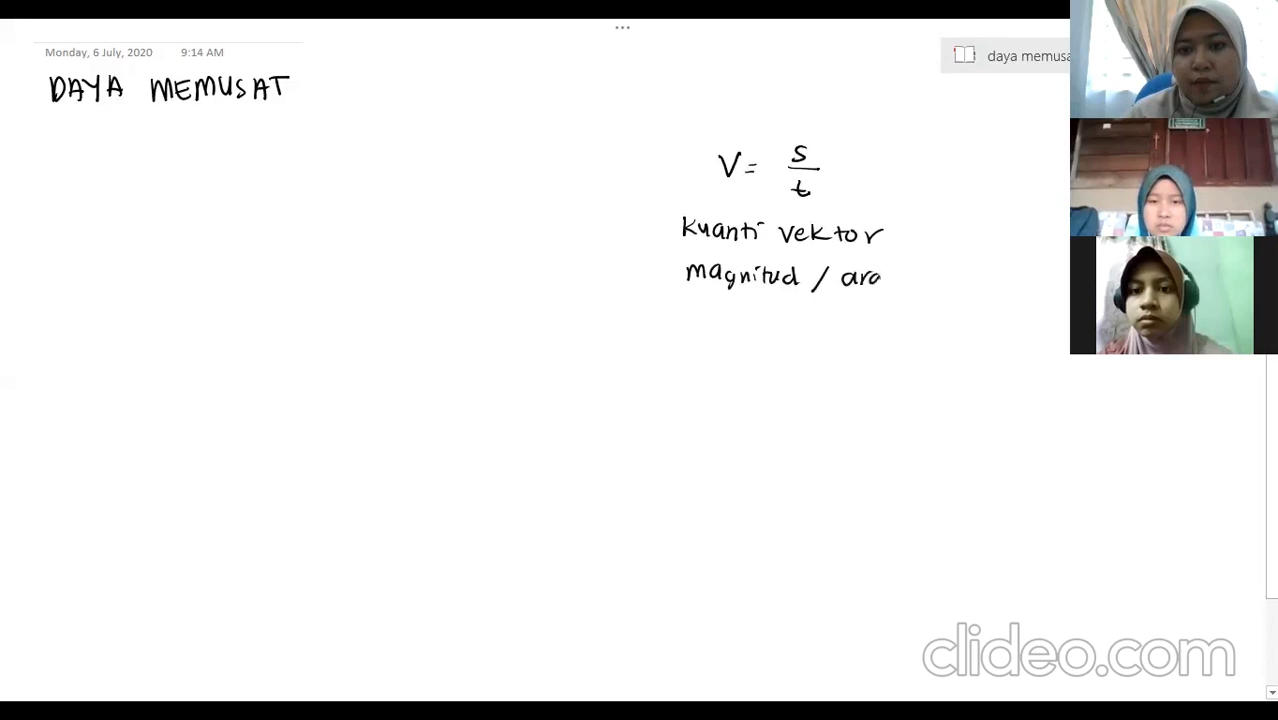 Monday, 6 July, 2020 9:14 AM
DAYA MEMUSAT
daya memusa
V = s/t
kuanti vektor
magnitud / ara
clideo.com